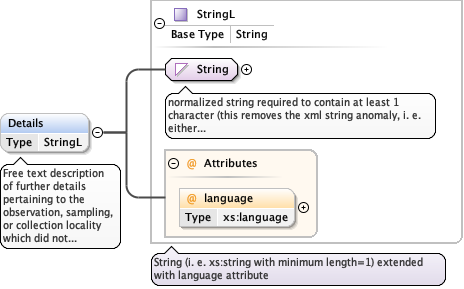 StringL
Base Type String
String
normalized string required to contain at least 1
character (this removes the xml string anomaly, i. e.
either...
Details
Type StringL
Free text description
of further details
pertaining to the
observation, sampling,
or collection locality
which did not...
@ Attributes
@ language
Type xs:language
String (i. e. xs:string with minimum length=1) extended
with language attribute